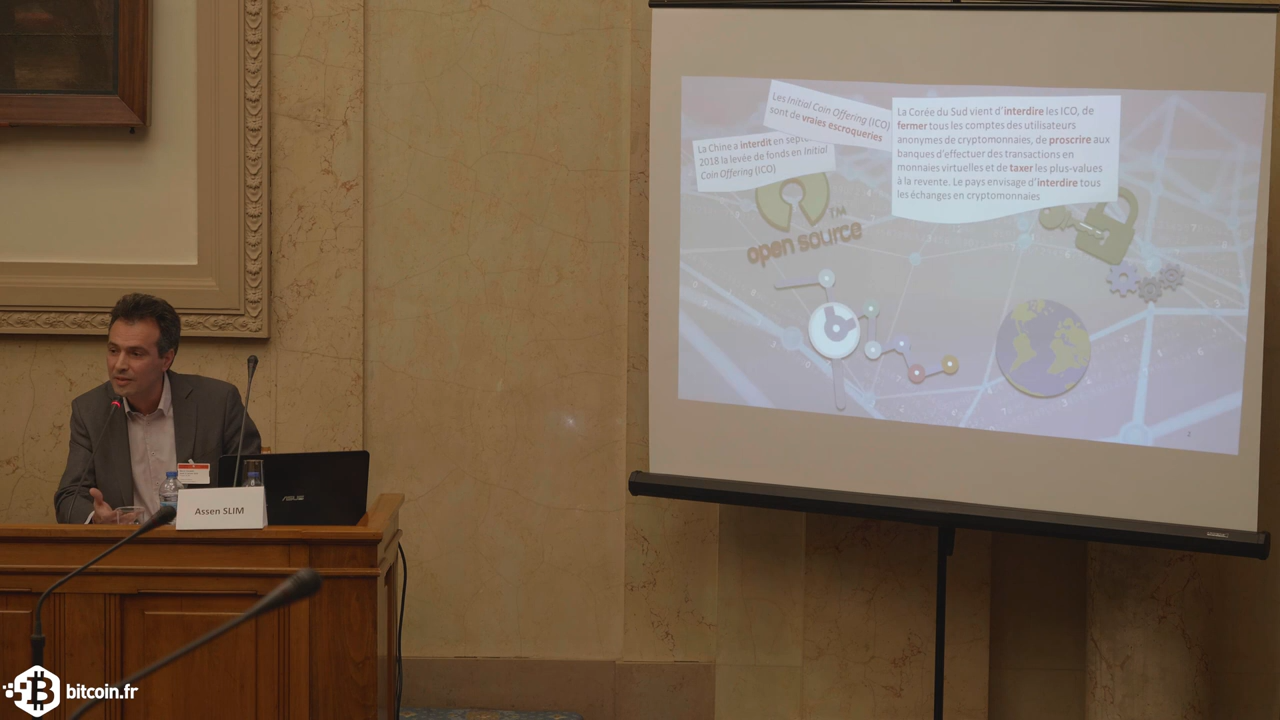 Les Initial Coin Offering (ICO)
sont de vraies escroqueries
La Chine a interdit en sept
2018 la levée de fonds en Initial
Coin Offering (ICO)
La Corée du Sud vient d'interdire les ICO, de
fermer tous les comptes des utilisateurs
anonymes de cryptomonnaies, de proscrire aux
banques d'effectuer des transactions en
monnaies virtuelles et de taxer les plus-values
à la revente. Le pays envisage d'interdire tous
les échanges en cryptomonnaies
TM
open source
2
ASUS
Assen SLIM
bitcoin.fr